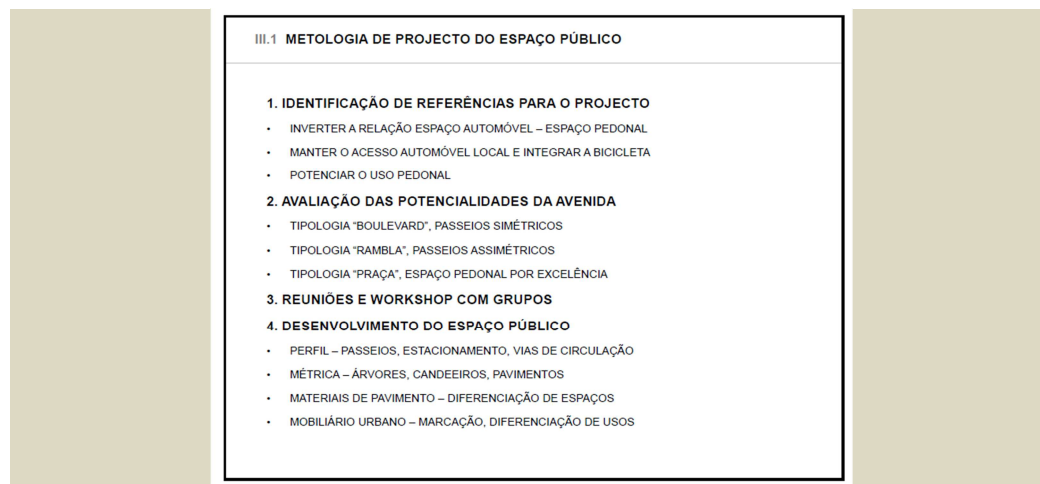 III.1 METOLOGIA DE PROJECTO DO ESPAÇO PÚBLICO
1. IDENTIFICAÇÃO DE REFERÊNCIAS PARA O PROJECTO
• INVERTER A RELAÇÃO ESPAÇO AUTOMÓVEL – ESPAÇO PEDONAL
• MANTER O ACESSO AUTOMÓVEL LOCAL E INTEGRAR A BICICLETA
• POTENCIAR O USO PEDONAL
2. AVALIAÇÃO DAS POTENCIALIDADES DA AVENIDA
• TIPOLOGIA “BOULEVARD”, PASSEIOS SIMÉTRICOS
• TIPOLOGIA “RAMBLA”, PASSEIOS ASSIMÉTRICOS
• TIPOLOGIA “PRAÇA”, ESPAÇO PEDONAL POR EXCELÊNCIA
3. REUNIÕES E WORKSHOP COM GRUPOS
4. DESENVOLVIMENTO DO ESPAÇO PÚBLICO
• PERFIL – PASSEIOS, ESTACIONAMENTO, VIAS DE CIRCULAÇÃO
• MÉTRICA – ÁRVORES, CANDEEIROS, PAVIMENTOS
• MATERIAIS DE PAVIMENTO – DIFERENCIAÇÃO DE ESPAÇOS
• MOBILIÁRIO URBANO – MARCAÇÃO, DIFERENCIAÇÃO DE USOS